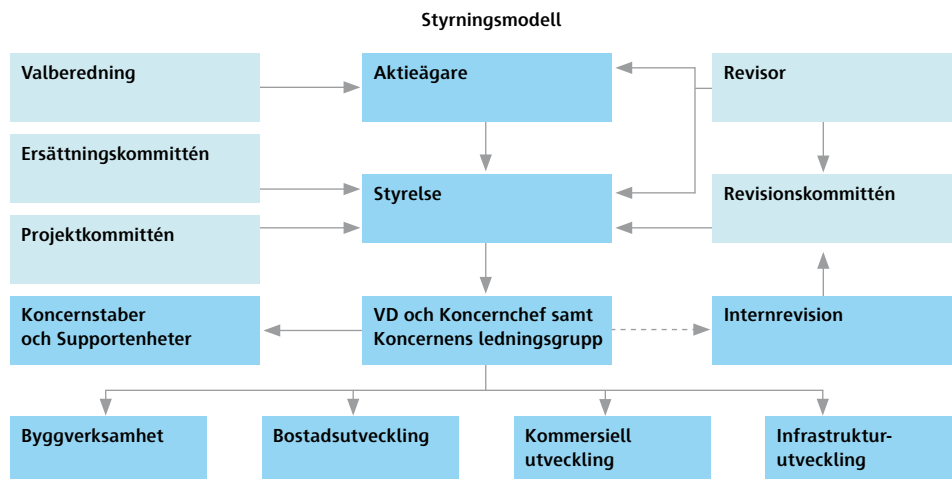 Styrningsmodell
Valberedning
Aktieägare
Revisor
Ersättningskommittén
Styrelse
Revisionskommittén
Projektkommittén
Koncernstaber
och Supportenheter
VD och Koncernchef samt
Koncernens ledningsgrupp
Internrevision
Byggverksamhet
Bostadsutveckling
Kommersiell
utveckling
Infrastruktur-
utveckling